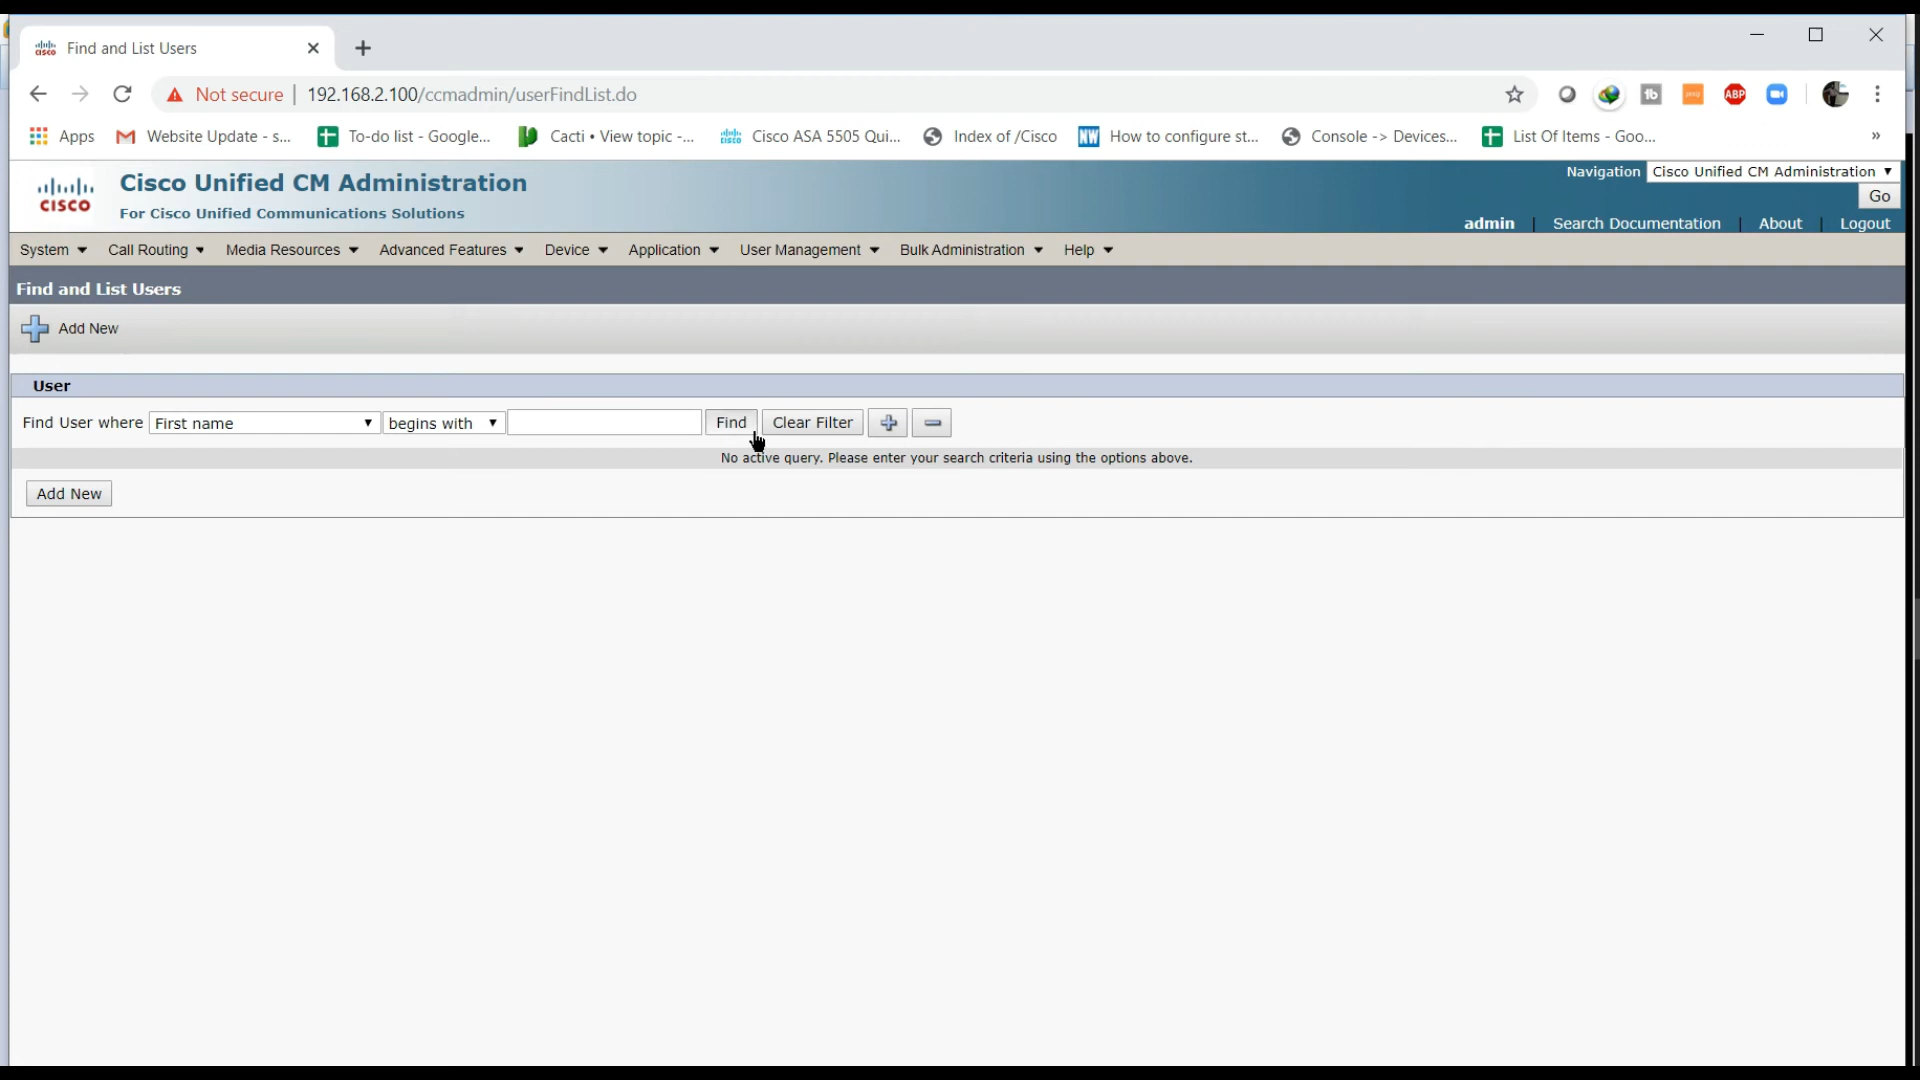 Find and List Users
Not secure | 192.168.2.100/ccmadmin/userFindList.do
Apps Website Update - s... To-do list - Google... Cacti • View topic -... Cisco ASA 5505 Qui... Index of /Cisco How to configure st... Console -> Devices... List Of Items - Goo... »
CISCO
Cisco Unified CM Administration
For Cisco Unified Communications Solutions
Navigation Cisco Unified CM Administration
Go
admin | Search Documentation | About | Logout
System Call Routing Media Resources Advanced Features Device Application User Management Bulk Administration Help
Find and List Users
Add New
User
Find User where First name begins with Find Clear Filter
No active query. Please enter your search criteria using the options above.
Add New